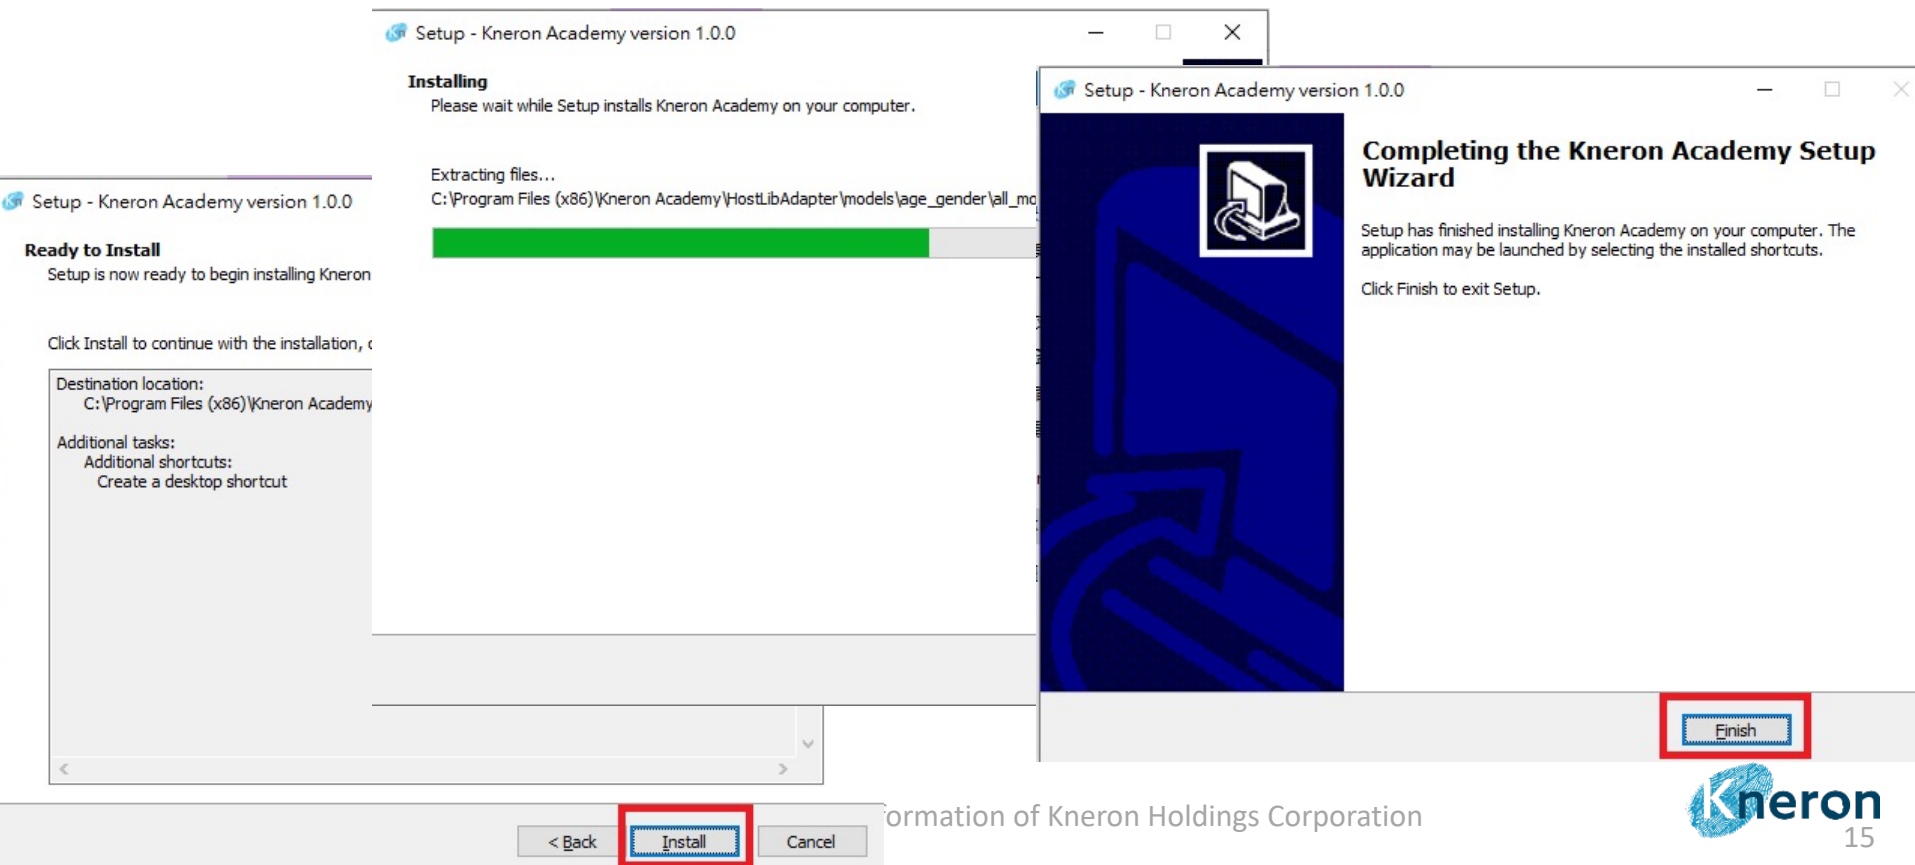 Setup - Kneron Academy version 1.0.0
Ready to Install
Setup is now ready to begin installing Kneron
Click Install to continue with the installation,
Destination location:
C:\Program Files (x86)\Kneron Academy
Additional tasks:
Additional shortcuts:
Create a desktop shortcut
< Back
Install
Cancel
Setup - Kneron Academy version 1.0.0
Installing
Please wait while Setup installs Kneron Academy on your computer.
Extracting files...
C:\Program Files (x86)\Kneron Academy\HostLibAdapter\models\age_gender\all_mo
Setup - Kneron Academy version 1.0.0
Completing the Kneron Academy Setup
Wizard
Setup has finished installing Kneron Academy on your computer. The
application may be launched by selecting the installed shortcuts.
Click Finish to exit Setup.
Finish
ormation of Kneron Holdings Corporation
Kneron
15